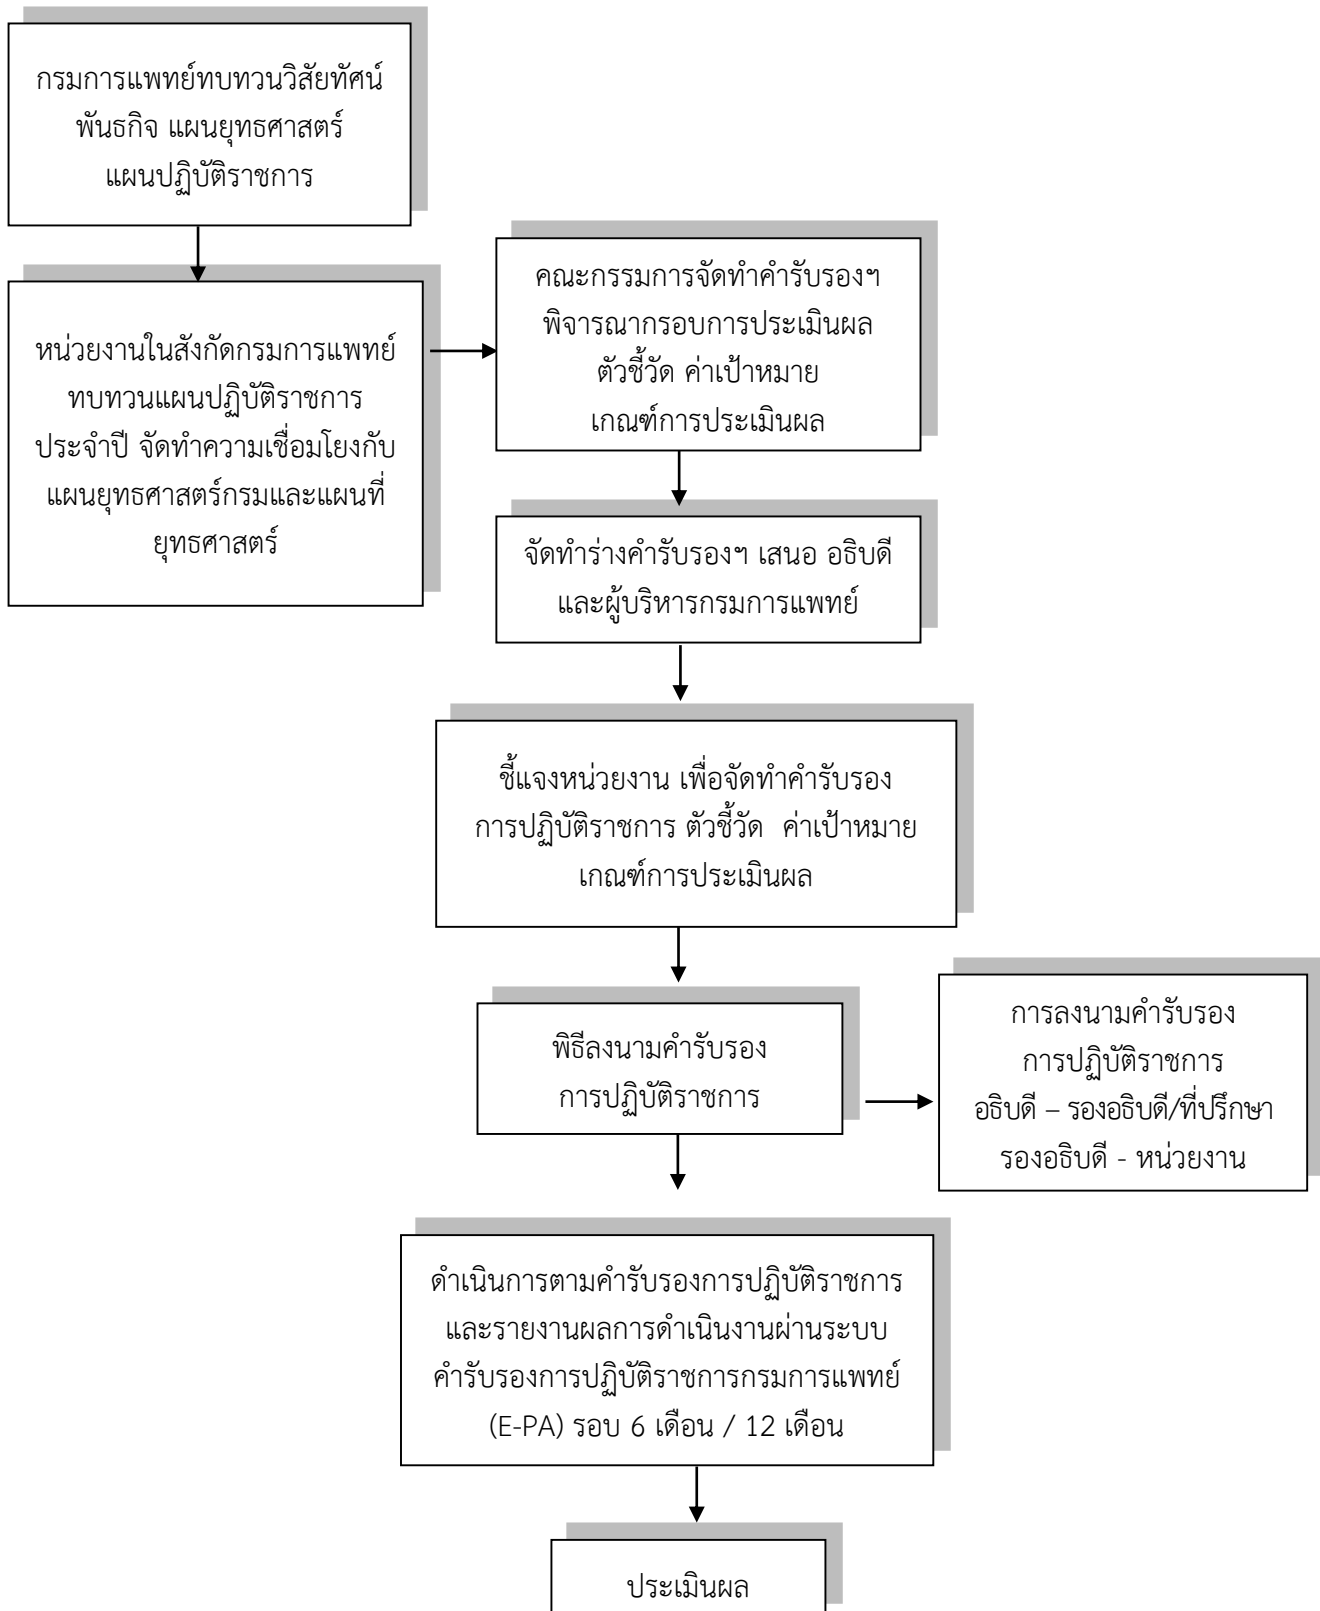 กรมการแพทย์ทบทวนวิสัยทัศน์
พันธกิจ แผนยุทธศาสตร์
แผนปฏิบัติราชการ
หน่วยงานในสังกัดกรมการแพทย์
ทบทวนแผนปฏิบัติราชการ
ประจำปี จัดทำความเชื่อมโยงกับ
แผนยุทธศาสตร์กรมและแผนที่
ยุทธศาสตร์
คณะกรรมการจัดทำคำรับรองฯ
พิจารณากรอบการประเมินผล
ตัวชี้วัด ค่าเป้าหมาย
เกณฑ์การประเมินผล
จัดทำร่างคำรับรองฯ เสนอ อธิบดี
และผู้บริหารกรมการแพทย์
ชี้แจงหน่วยงาน เพื่อจัดทำคำรับรอง
การปฏิบัติราชการ ตัวชี้วัด  ค่าเป้าหมาย
เกณฑ์การประเมินผล
พิธีลงนามคำรับรอง
การปฏิบัติราชการ
การลงนามคำรับรอง
การปฏิบัติราชการ
อธิบดี – รองอธิบดี/ที่ปรึกษา
รองอธิบดี - หน่วยงาน
ดำเนินการตามคำรับรองการปฏิบัติราชการ
และรายงานผลการดำเนินงานผ่านระบบ
คำรับรองการปฏิบัติราชการกรมการแพทย์
(E-PA) รอบ 6 เดือน / 12 เดือน
ประเมินผล